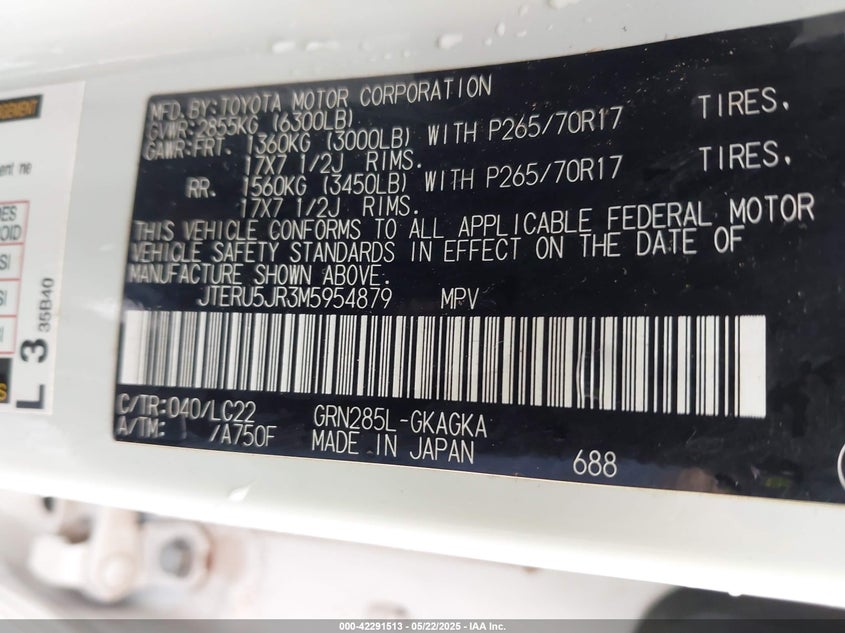 MFD. BY: TOYOTA MOTOR CORPORATION
GVWR: 2855KG (6300LB)
GAWR: FRT. 1360KG (3000LB) WITH P265/70R17 TIRES,
17X7 1/2J RIMS.
RR. 1560KG (3450LB) WITH P265/70R17 TIRES,
17X7 1/2J RIMS.
THIS VEHICLE CONFORMS TO ALL APPLICABLE FEDERAL MOTOR
VEHICLE SAFETY STANDARDS IN EFFECT ON THE DATE OF
MANUFACTURE SHOWN ABOVE.
JTERU5JR3M5954879 MPV
C/TR: 040/LC22 GRN285L-GKAGKA
A/TM: /A750F MADE IN JAPAN 688
L 3 35B40
000-42291513 - 05/22/2025 - IAA Inc.